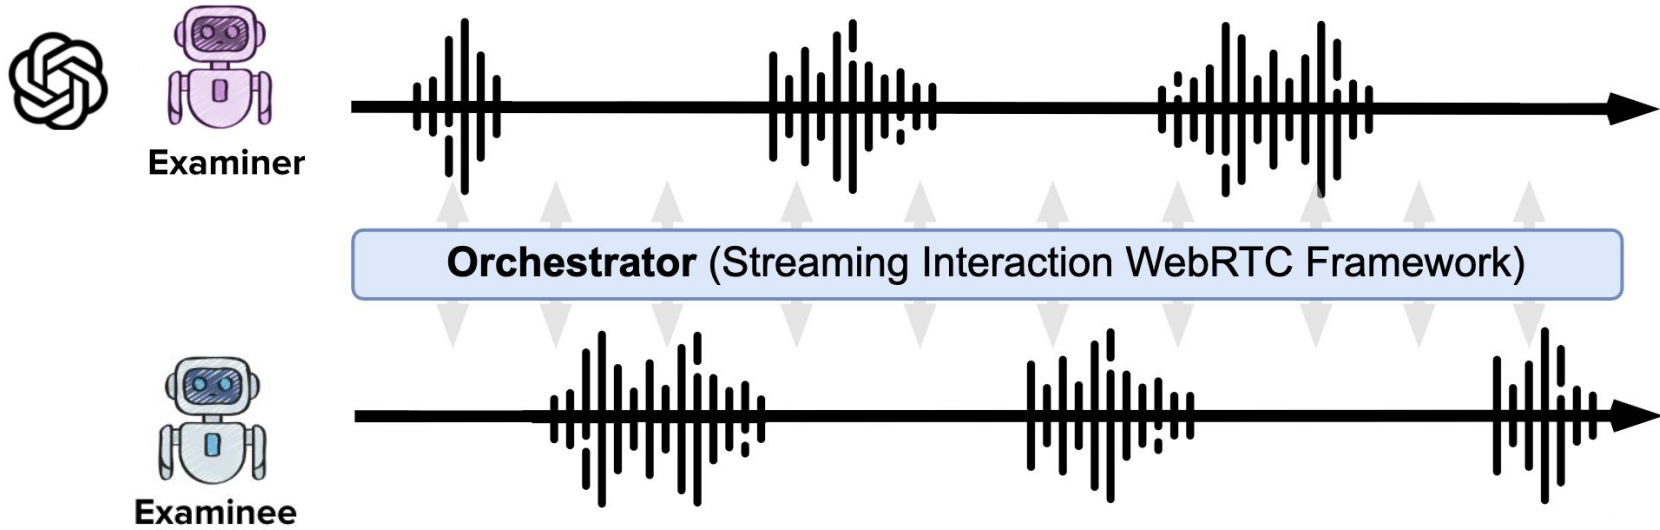 Examiner
Orchestrator (Streaming Interaction WebRTC Framework)
Examinee